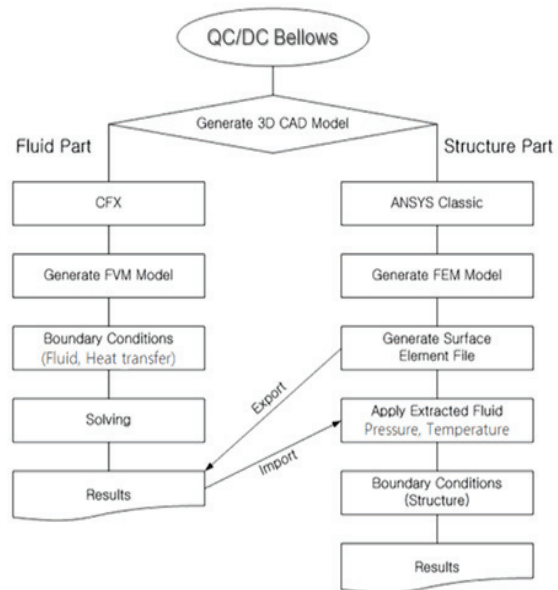 QC/DC Bellows
Generate 3D CAD Model
Fluid Part
Structure Part
CFX
ANSYS Classic
Generate FVM Model
Generate FEM Model
Boundary Conditions
(Fluid, Heat transfer)
Generate Surface
Element File
Export
Solving
Apply Extracted Fluid
Pressure, Temperature
Import
Results
Boundary Conditions
(Structure)
Results